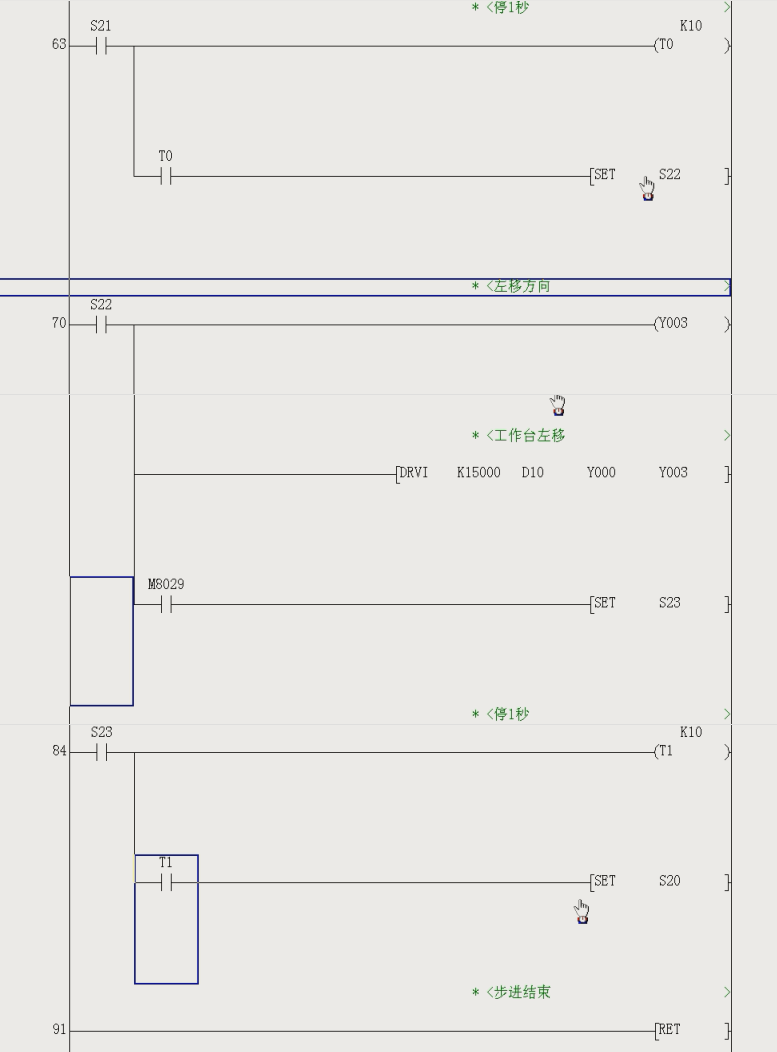 * <停1秒 >
S21 K10
63 (T0 )
T0
[SET S22 ]
* <左移方向 >
S22
70 (Y003 )
* <工作台左移 >
[DRVI K15000 D10 Y000 Y003 ]
M8029
[SET S23 ]
* <停1秒 >
S23 K10
84 (T1 )
T1
[SET S20 ]
* <步进结束 >
91 [RET ]